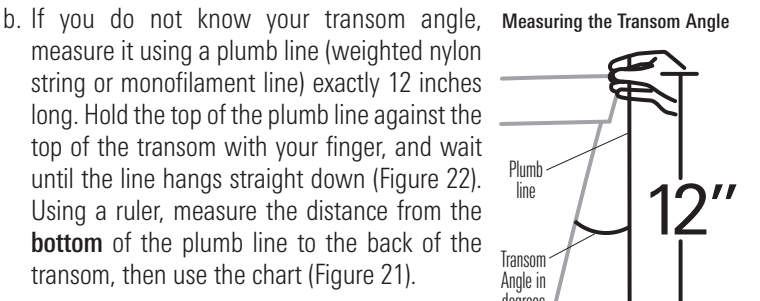 b. If you do not know your transom angle,
measure it using a plumb line (weighted nylon
string or monofilament line) exactly 12 inches
long. Hold the top of the plumb line against the
top of the transom with your finger, and wait
until the line hangs straight down (Figure 22).
Using a ruler, measure the distance from the
bottom of the plumb line to the back of the
transom, then use the chart (Figure 21).
Measuring the Transom Angle
Plumb
line
12"
Transom
Angle in
degrees